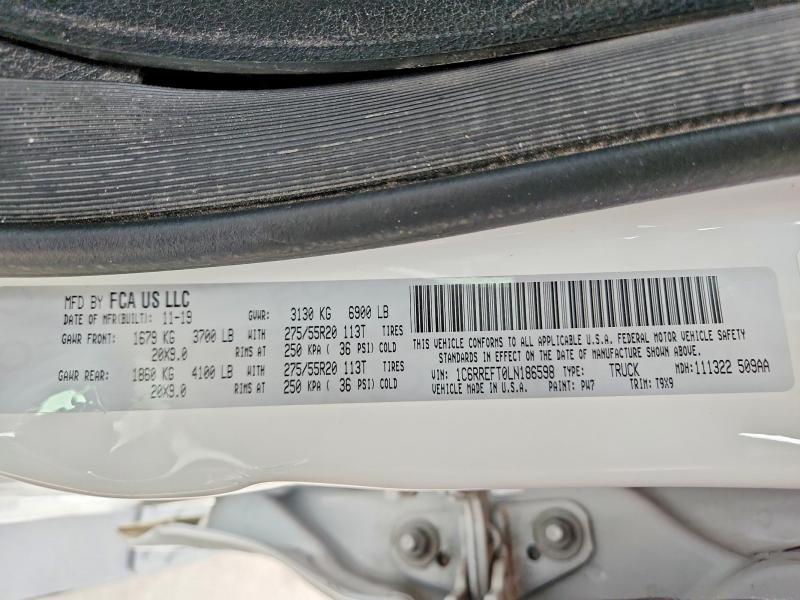 MFD BY FCA US LLC
DATE OF MFR(BUILT): 11-19 GVWR: 3130 KG 6900 LB
GAWR FRONT: 1679 KG 3700 LB WITH 275/55R20 113T TIRES
20X9.0 RIMS AT 250 KPA ( 36 PSI) COLD
GAWR REAR: 1860 KG 4100 LB WITH 275/55R20 113T TIRES
20X9.0 RIMS AT 250 KPA ( 36 PSI) COLD
THIS VEHICLE CONFORMS TO ALL APPLICABLE U.S.A. FEDERAL MOTOR VEHICLE SAFETY
STANDARDS IN EFFECT ON THE DATE OF MANUFACTURE SHOWN ABOVE.
VIN: 1C6RREFT0LN186598 TYPE: TRUCK MDH: 111322 509AA
MADE IN U.S.A. PAINT: PW7 TRIM: T9X9